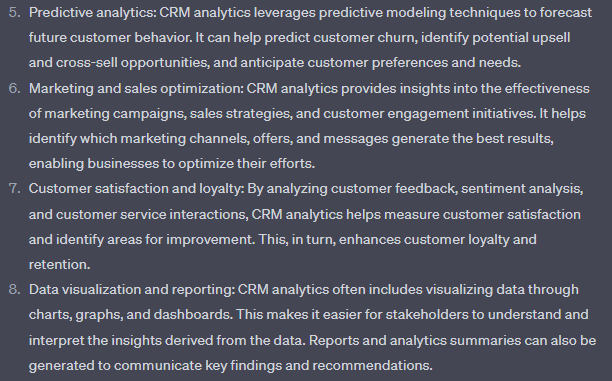 5. Predictive analytics: CRM analytics leverages predictive modeling techniques to forecast
future customer behavior. It can help predict customer churn, identify potential upsell
and cross-sell opportunities, and anticipate customer preferences and needs.
6. Marketing and sales optimization: CRM analytics provides insights into the effectiveness
of marketing campaigns, sales strategies, and customer engagement initiatives. It helps
identify which marketing channels, offers, and messages generate the best results,
enabling businesses to optimize their efforts.
7. Customer satisfaction and loyalty: By analyzing customer feedback, sentiment analysis,
and customer service interactions, CRM analytics helps measure customer satisfaction
and identify areas for improvement. This, in turn, enhances customer loyalty and
retention.
8. Data visualization and reporting: CRM analytics often includes visualizing data through
charts, graphs, and dashboards. This makes it easier for stakeholders to understand and
interpret the insights derived from the data. Reports and analytics summaries can also be
generated to communicate key findings and recommendations.